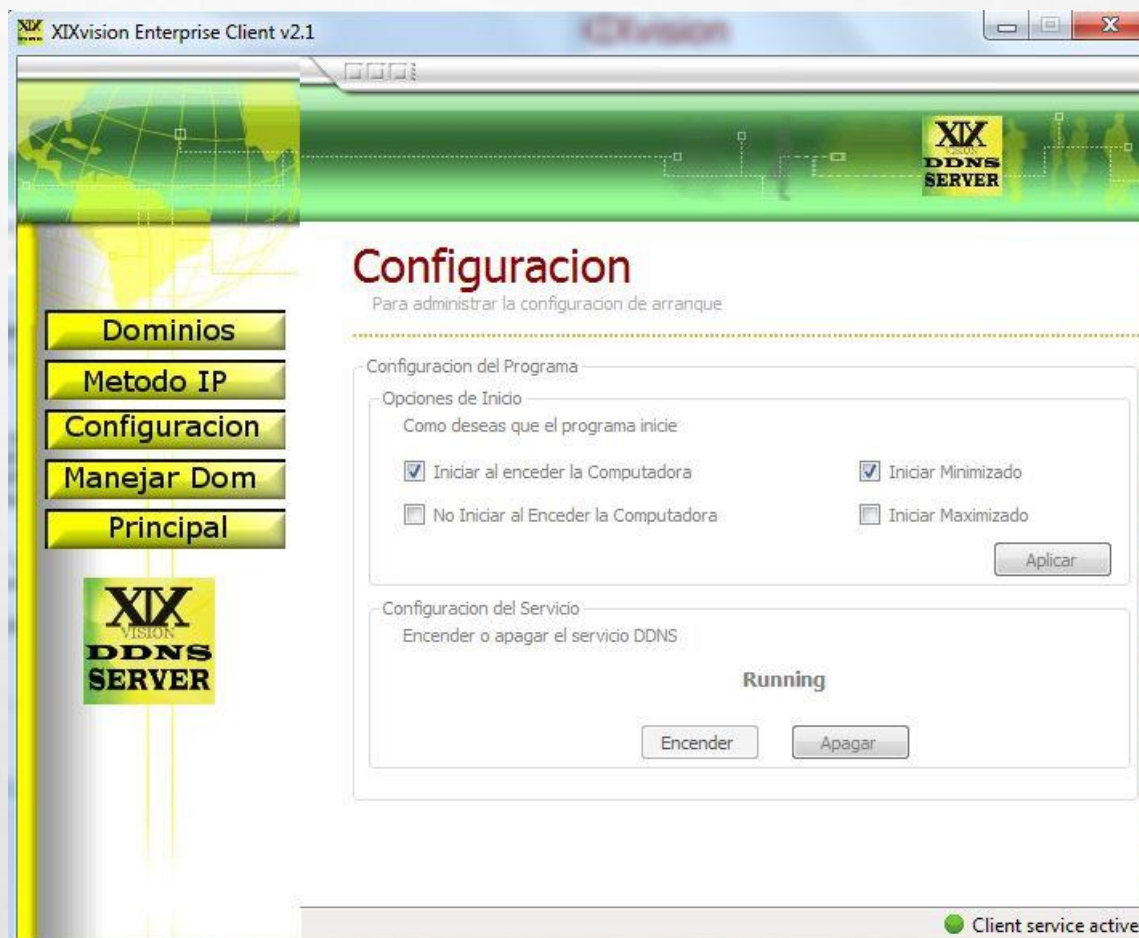 XIXvision Enterprise Client v2.1
XIX
VISION
DDNS
SERVER
Configuracion
Para administrar la configuracion de arranque
Dominios
Metodo IP
Configuracion
Manejar Dom
Principal
XIX
VISION
DDNS
SERVER
Configuracion del Programa
Opciones de Inicio
Como deseas que el programa inicie
Iniciar al enceder la Computadora
Iniciar Minimizado
No Iniciar al Enceder la Computadora
Iniciar Maximizado
Aplicar
Configuracion del Servicio
Encender o apagar el servicio DDNS
Running
Encender
Apagar
Client service active